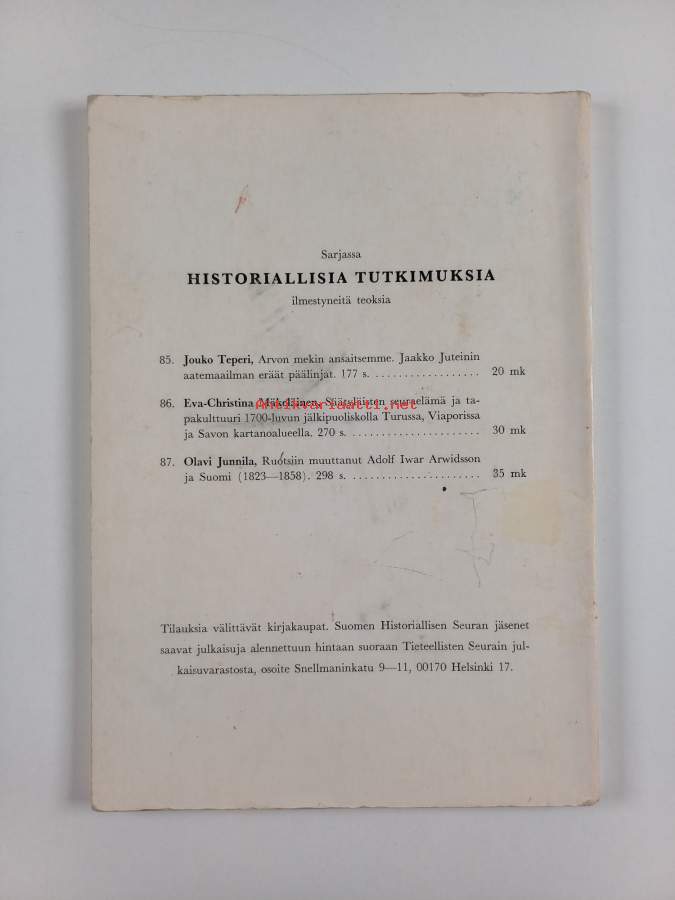 Sarjassa
HISTORIALLISIA TUTKIMUKSIA
ilmestyneitä teoksia
85. Jouko Teperi, Arvon mekin ansaitsemme. Jaakko Juteinin
aatemaailman eräät päälinjat. 177 s. ..................... 20 mk
86. Eva-Christina Mäkeläinen, Säätyläisten seuraelämä ja ta-
pakulttuuri 1700-luvun jälkipuoliskolla Turussa, Viaporissa
ja Savon kartanoalueella. 270 s. ......................... 30 mk
87. Olavi Junnila, Ruotsiin muuttanut Adolf Iwar Arwidsson
ja Suomi (1823—1858). 298 s. ........................ 35 mk
Antikvariaatti.net
Tilauksia välittävät kirjakaupat. Suomen Historiallisen Seuran jäsenet
saavat julkaisuja alennettuun hintaan suoraan Tieteellisten Seurain jul-
kaisuvarastosta, osoite Snellmaninkatu 9—11, 00170 Helsinki 17.